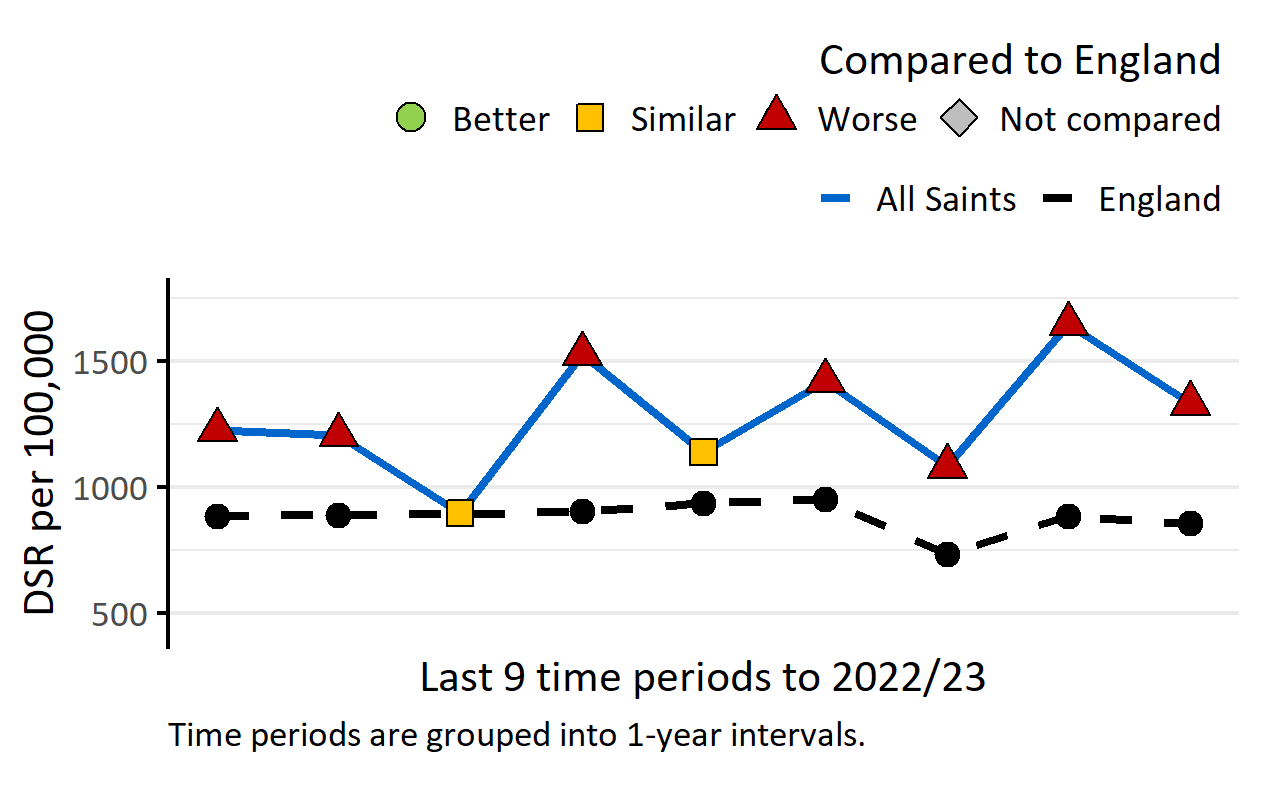 Compared to England
Better Similar Worse Not compared
All Saints England
DSR per 100,000
1500
1000
500
Last 9 time periods to 2022/23
Time periods are grouped into 1-year intervals.